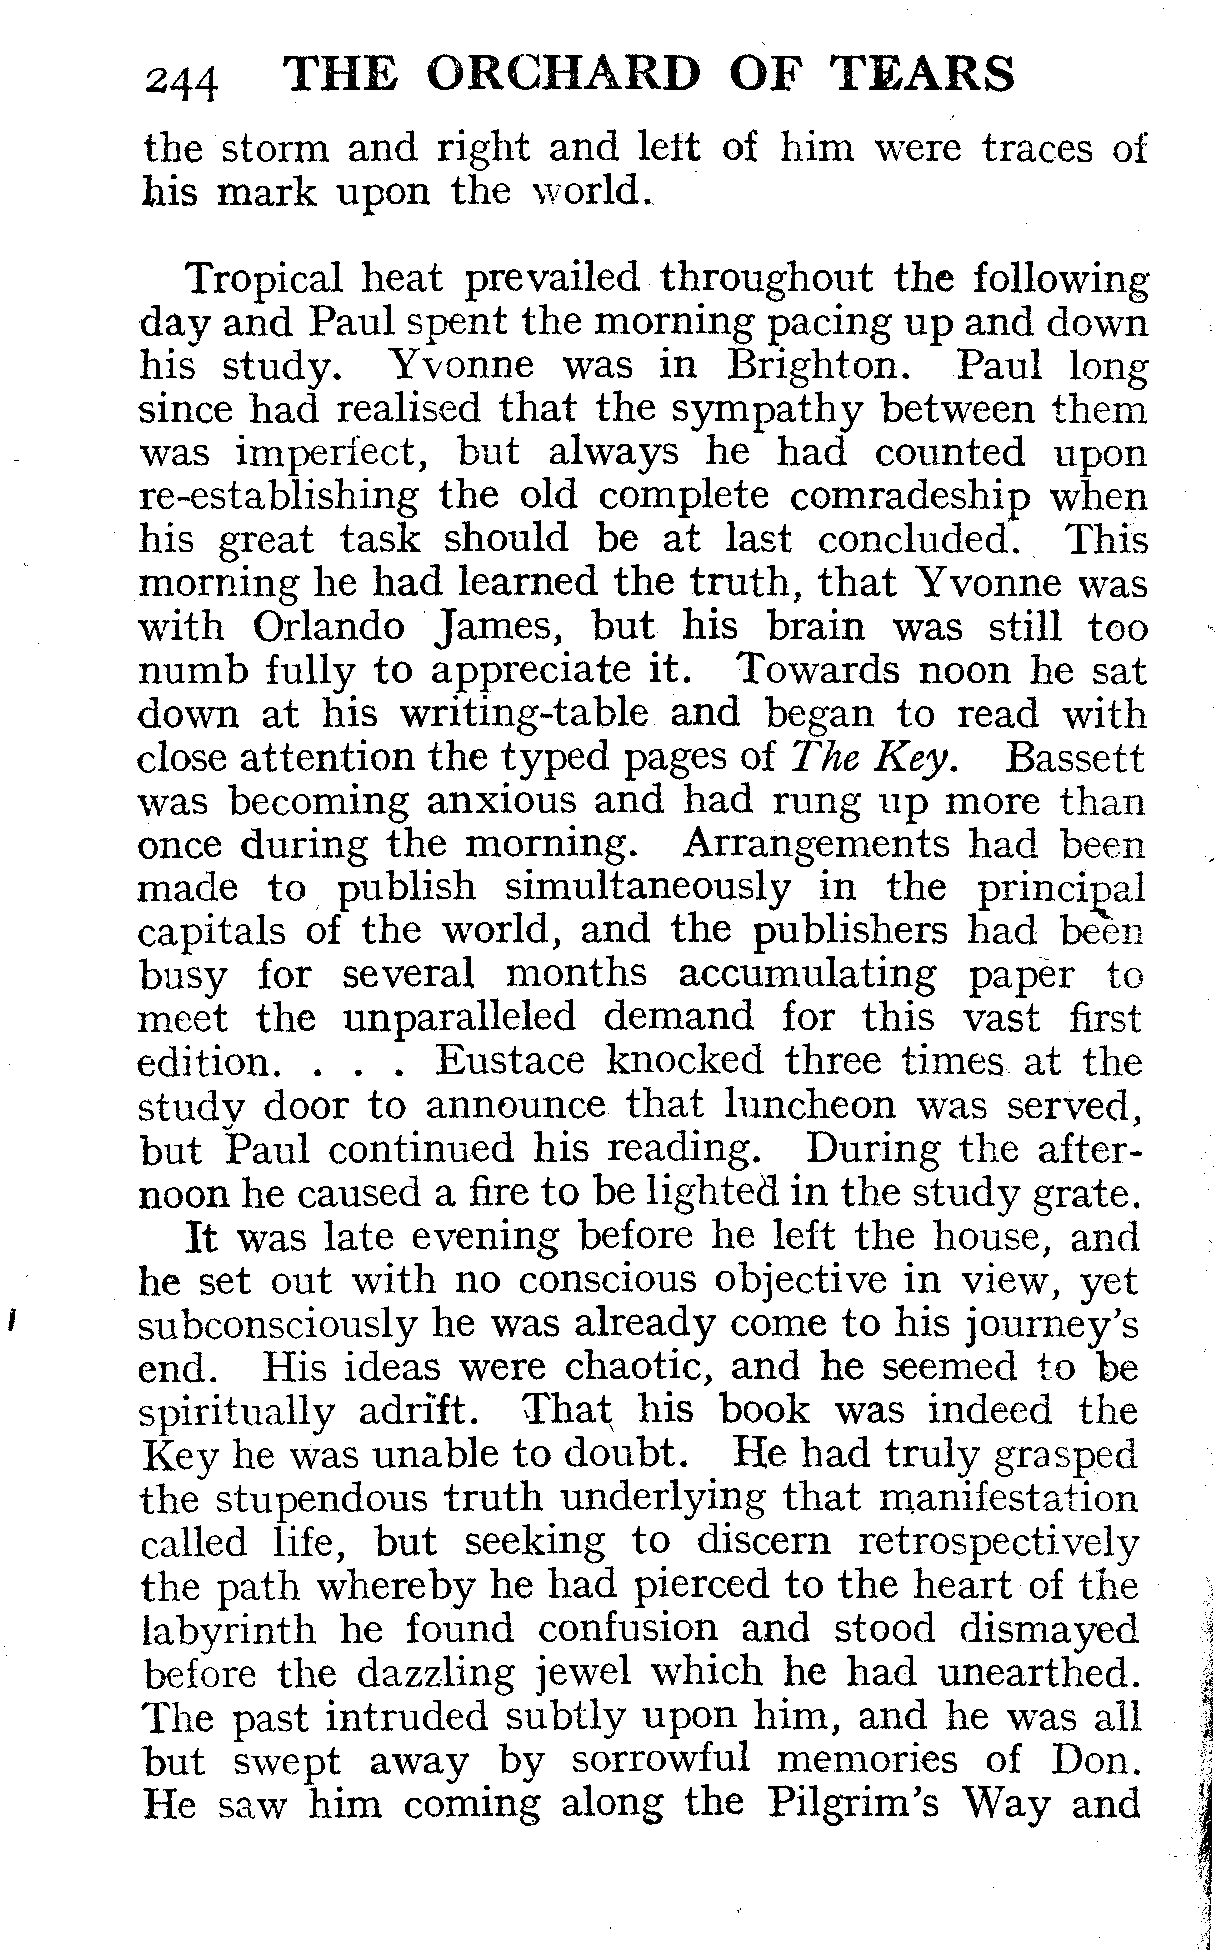 244 THE ORCHARD OF TEARS
the storm and right and left of him were traces of
his mark upon the world.
Tropical heat prevailed throughout the following
day and Paul spent the morning pacing up and down
his study. Yvonne was in Brighton. Paul long
since had realised that the sympathy between them
was imperfect, but always he had counted upon
re-establishing the old complete comradeship when
his great task should be at last concluded. This
morning he had learned the truth, that Yvonne was
with Orlando James, but his brain was still too
numb fully to appreciate it. Towards noon he sat
down at his writing-table and began to read with
close attention the typed pages of The Key. Bassett
was becoming anxious and had rung up more than
once during the morning. Arrangements had been
made to publish simultaneously in the principal
capitals of the world, and the publishers had been
busy for several months accumulating paper to
meet the unparalleled demand for this vast first
edition. . . . Eustace knocked three times at the
study door to announce that luncheon was served,
but Paul continued his reading. During the after-
noon he caused a fire to be lighted in the study grate.
It was late evening before he left the house, and
he set out with no conscious objective in view, yet
subconsciously he was already come to his journey's
end. His ideas were chaotic, and he seemed to be
spiritually adrift. That his book was indeed the
Key he was unable to doubt. He had truly grasped
the stupendous truth underlying that manifestation
called life, but seeking to discern retrospectively
the path whereby he had pierced to the heart of the
labyrinth he found confusion and stood dismayed
before the dazzling jewel which he had unearthed.
The past intruded subtly upon him, and he was all
but swept away by sorrowful memories of Don.
He saw him coming along the Pilgrim's Way and